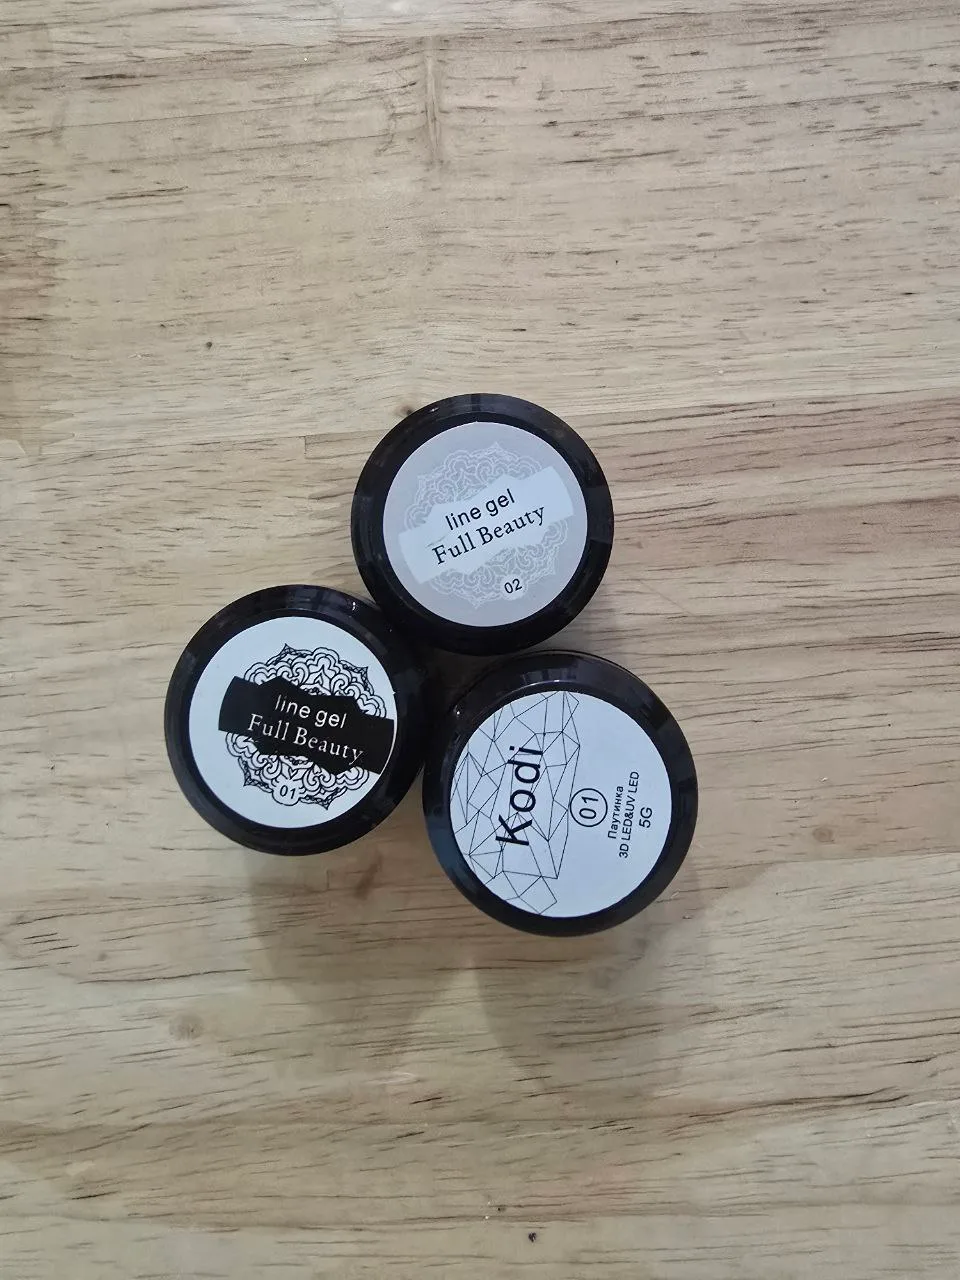 line gel
Full Beauty
02
line gel
Full Beauty
01
Kodi
01
Паутинка
3D LED&UV LED
5G